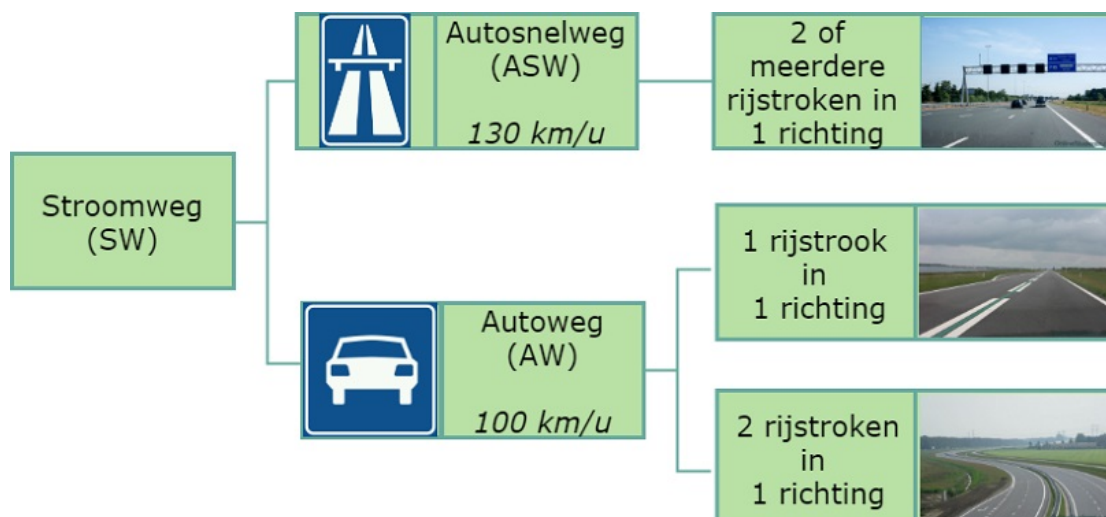 Stroomweg
(SW)
Autosnelweg
(ASW)
130 km/u
2 of
meerdere
rijstroken in
1 richting
Autoweg
(AW)
100 km/u
1 rijstrook
in
1 richting
2 rijstroken
in
1 richting